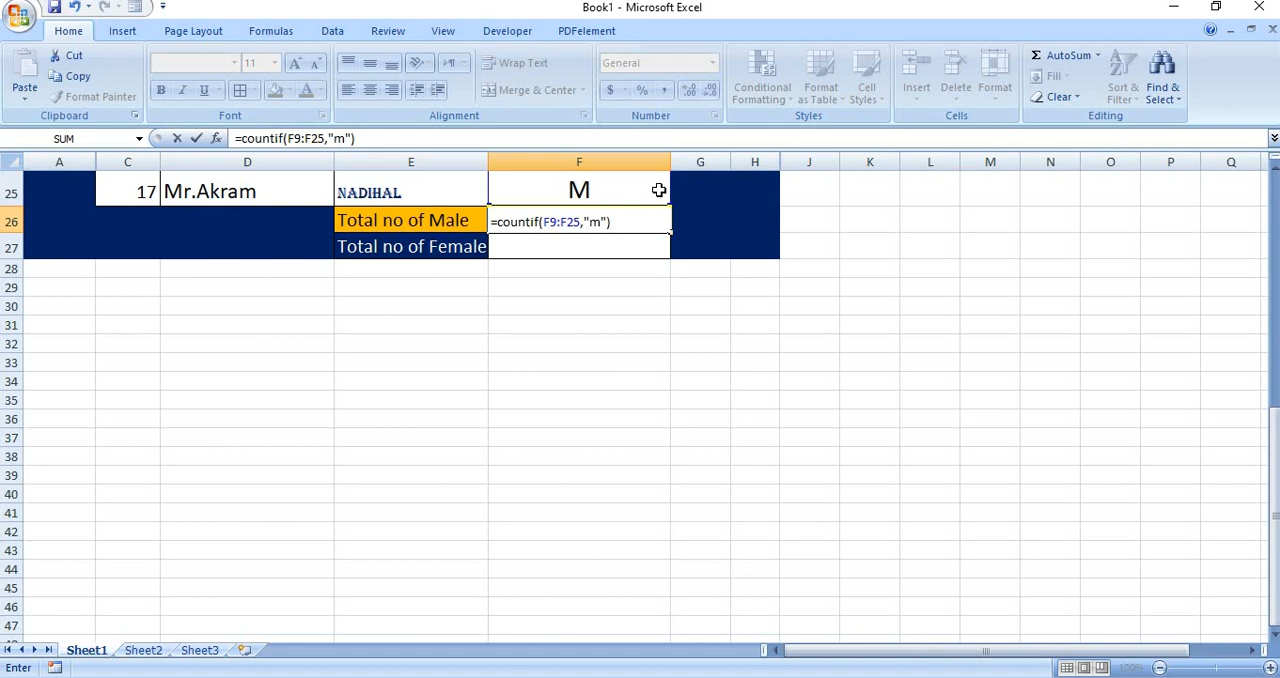 Book1 - Microsoft Excel
Home Insert Page Layout Formulas Data Review View Developer PDFelement
Paste
Cut
Copy
Format Painter
Clipboard
11 A A
B I U A
Font
Wrap Text
Merge & Center
Alignment
General
$ % ,
Number
Conditional Formatting
Format as Table
Cell Styles
Styles
Insert Delete Format
Cells
Σ AutoSum
Fill
Clear
Sort & Filter
Find & Select
Editing
SUM fx =countif(F9:F25,"m")
A C D E F G H J K L M N O P Q
25 17 Mr.Akram NADIHAL M
26 Total no of Male =countif(F9:F25,"m")
27 Total no of Female
28
29
30
31
32
33
34
35
36
37
38
39
40
41
42
43
44
45
46
47
Sheet1 Sheet2 Sheet3
Enter 100%